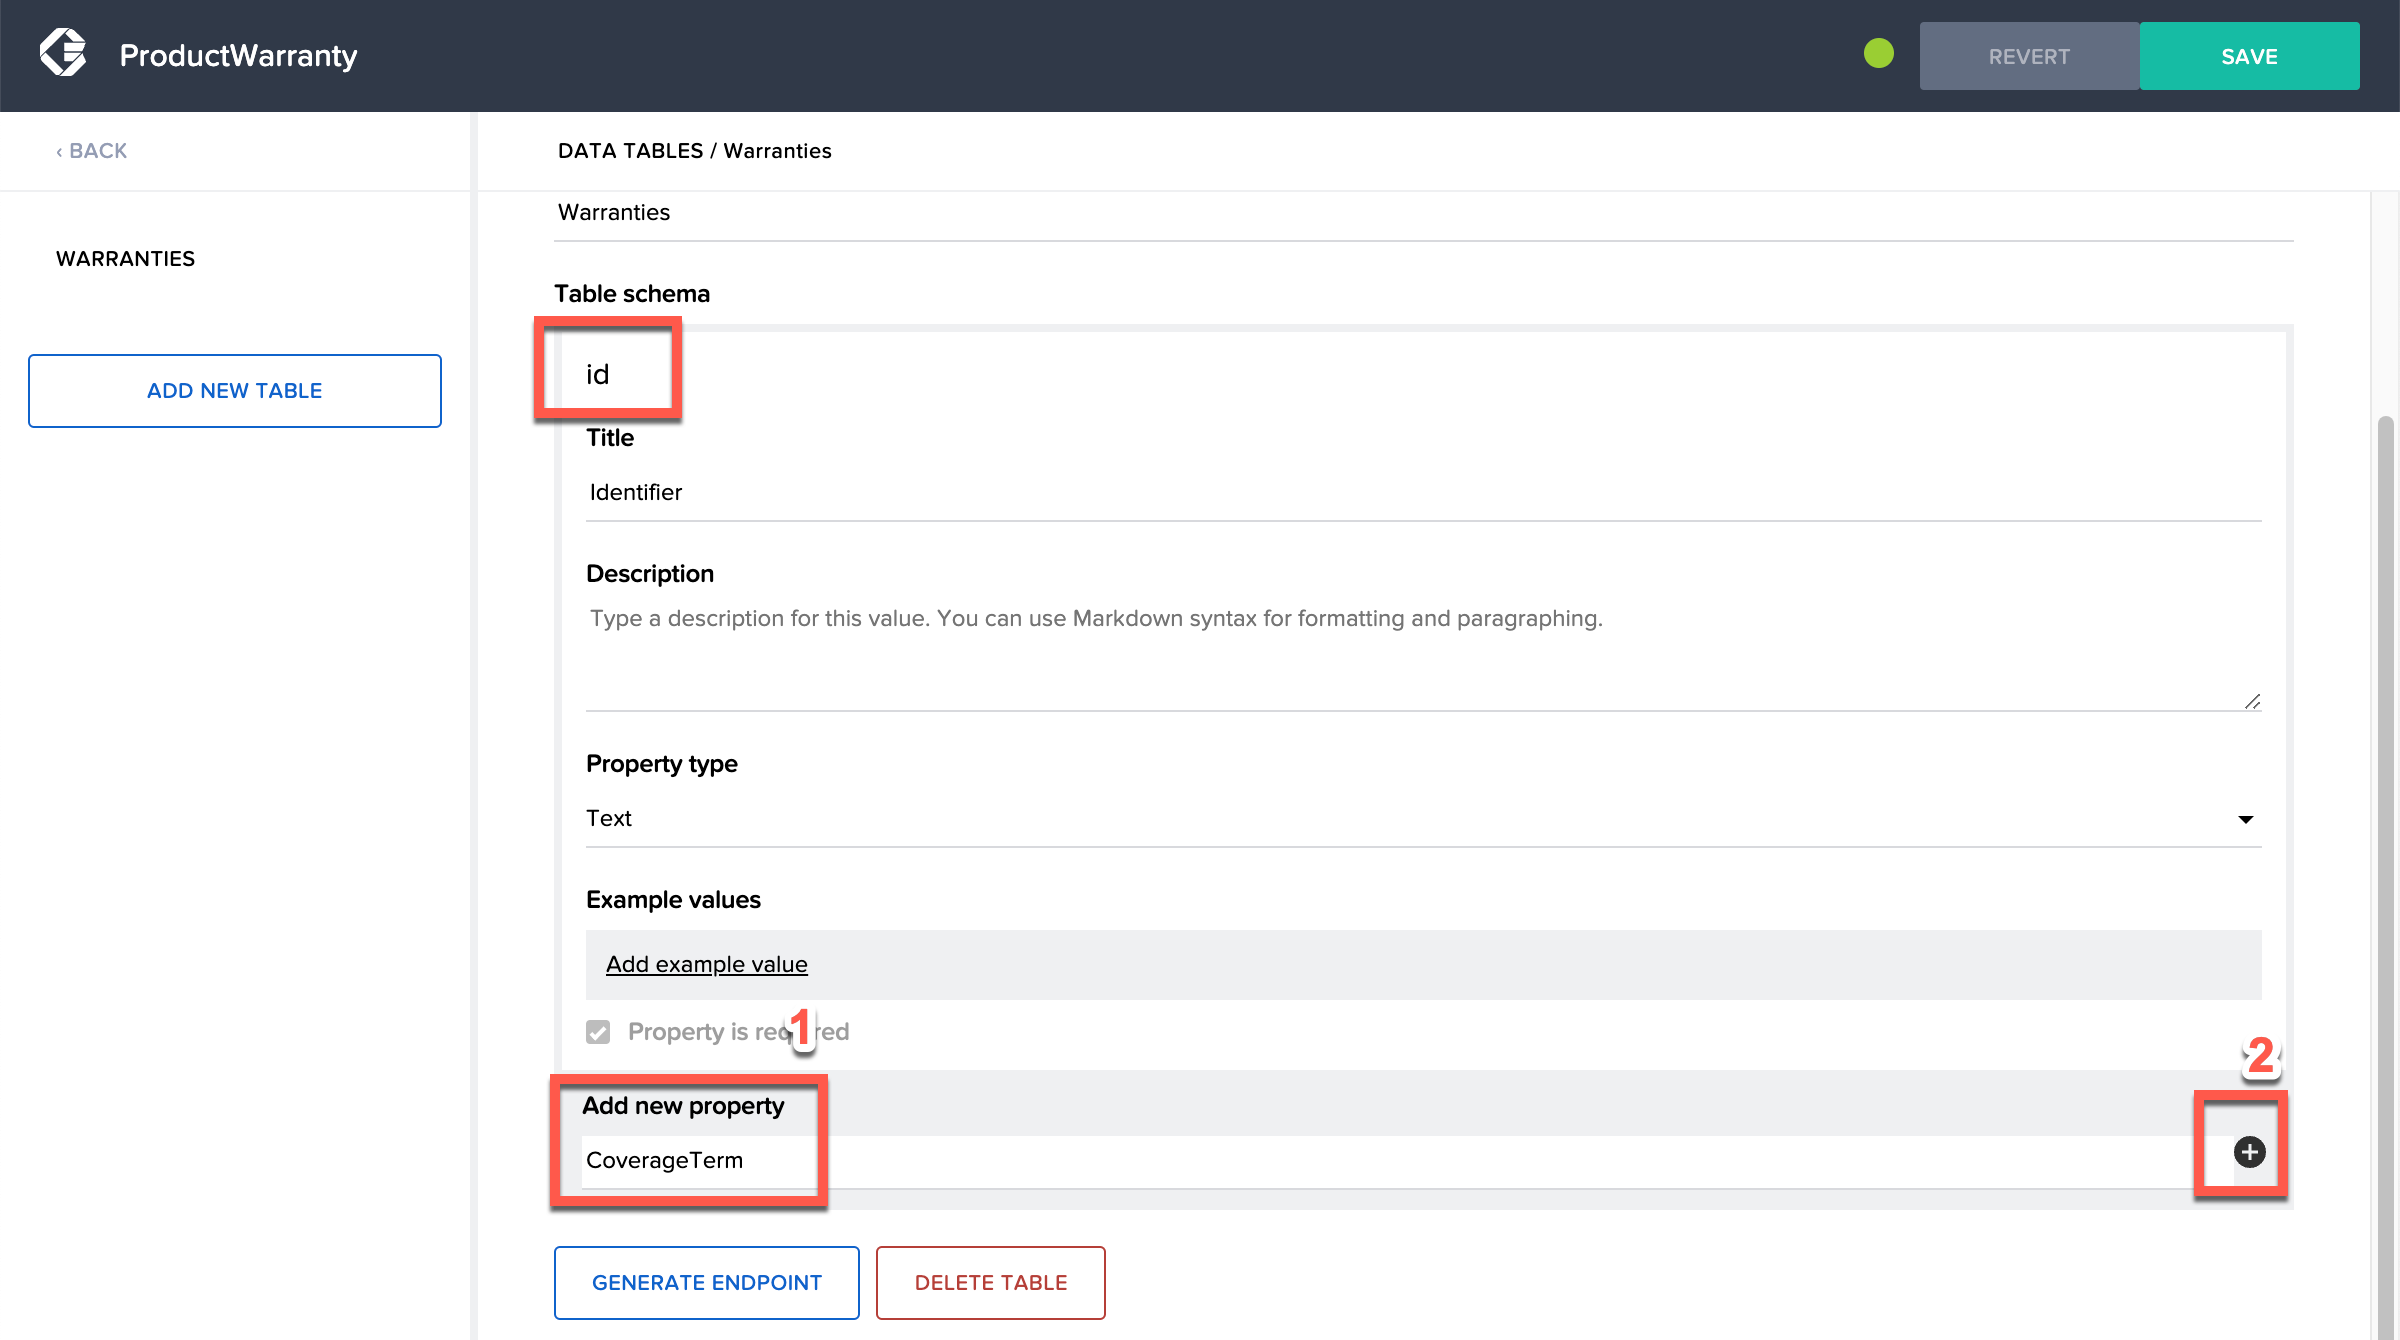 ProductWarranty
REVERT
SAVE
‹ BACK
DATA TABLES / Warranties
Warranties
WARRANTIES
Table schema
id
ADD NEW TABLE
Title
Identifier
Description
Type a description for this value. You can use Markdown syntax for formatting and paragraphing.
Property type
Text
Example values
Add example value
Property is required
1
2
Add new property
CoverageTerm
GENERATE ENDPOINT
DELETE TABLE